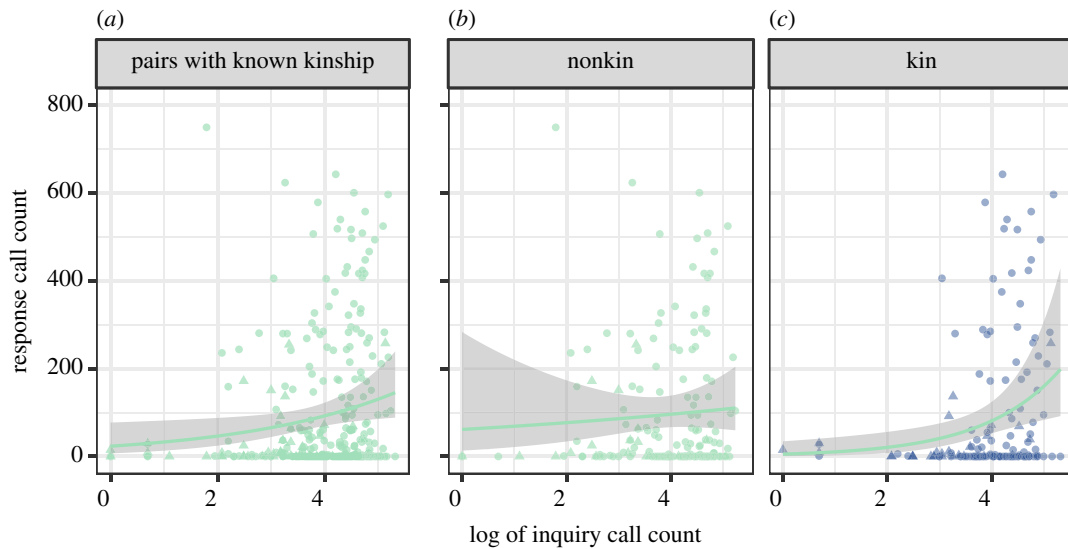 (a) (b) (c)
pairs with known kinship nonkin kin
800
600
400
200
0
response call count
0 2 4 0 2 4 0 2 4
log of inquiry call count